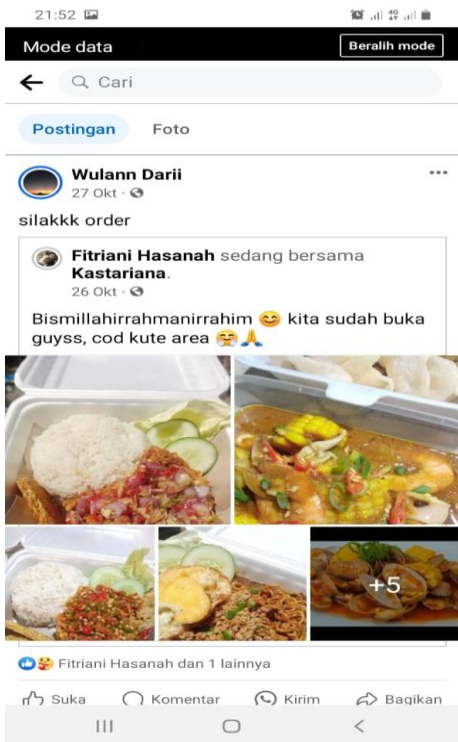 21:52
Mode data
Beralih mode
Cari
Postingan Foto
Wulann Darii
27 Okt
silakkk order
Fitriani Hasanah sedang bersama
Kastariana.
26 Okt
Bismillahirrahmanirrahim 😊 kita sudah buka
guyss, cod kute area 🤗🙏
+5
Fitriani Hasanah dan 1 lainnya
Suka Komentar Kirim Bagikan